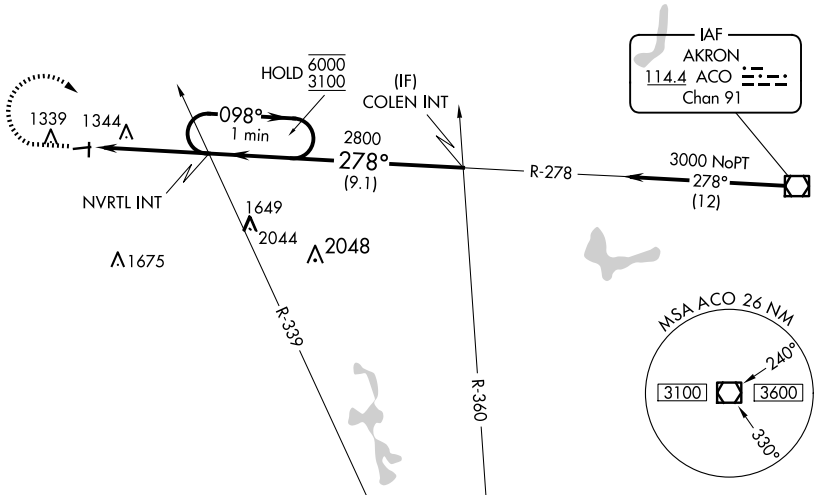 IAF
AKRON
114.4 ACO
Chan 91
HOLD 6000
3100
(IF)
COLEN INT
1339
1344
098°
1 min
2800
278°
(9.1)
R-278
3000 NoPT
278°
(12)
NVRTL INT
1649
2044
2048
1675
R-339
R-360
MSA ACO 26 NM
240°
3100
3600
330°